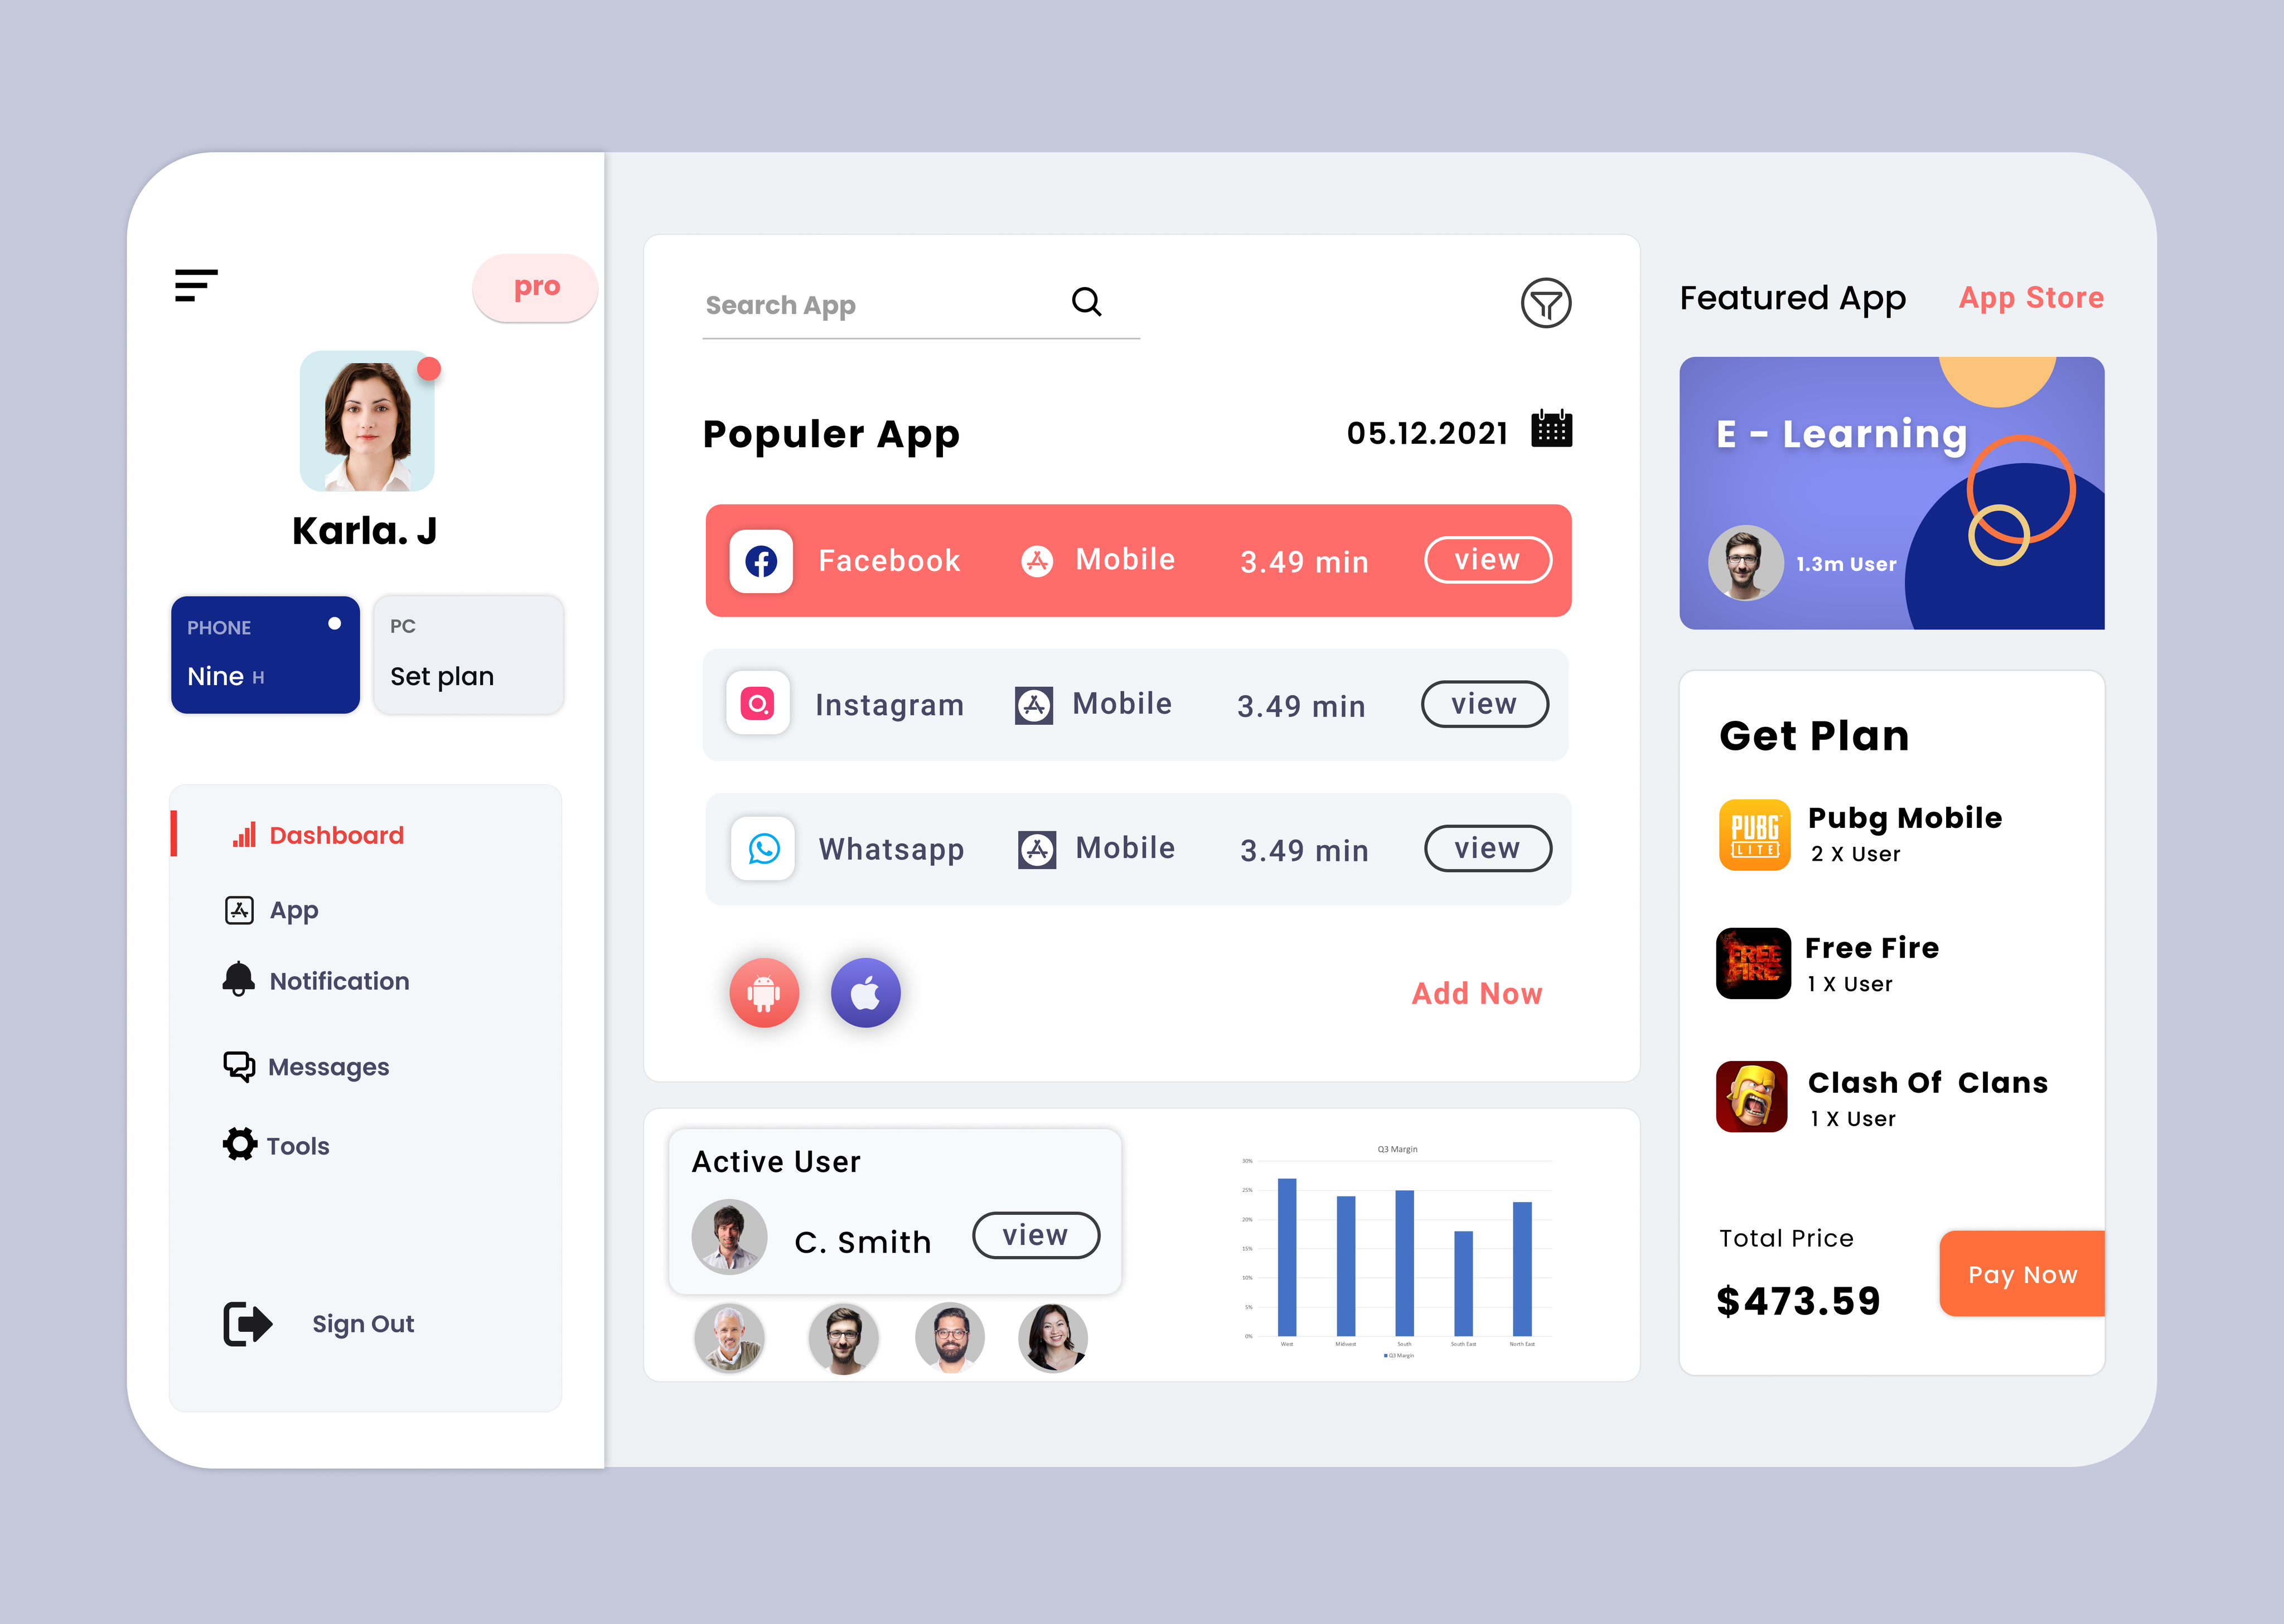 pro
Karla. J
PHONE
Nine H
PC
Set plan
Dashboard
App
Notification
Messages
Tools
Sign Out
Search App
Populer App
05.12.2021
Facebook Mobile 3.49 min view
Instagram Mobile 3.49 min view
Whatsapp Mobile 3.49 min view
Add Now
Active User
C. Smith view
Q3 Margin
30%
25%
20%
15%
10%
5%
0%
West Midwest South South East North East
Q3 Margin
Featured App App Store
E - Learning
1.3m User
Get Plan
PUBG
LITE
Pubg Mobile
2 X User
FREE
FIRE
Free Fire
1 X User
Clash Of Clans
1 X User
Total Price
$473.59
Pay Now